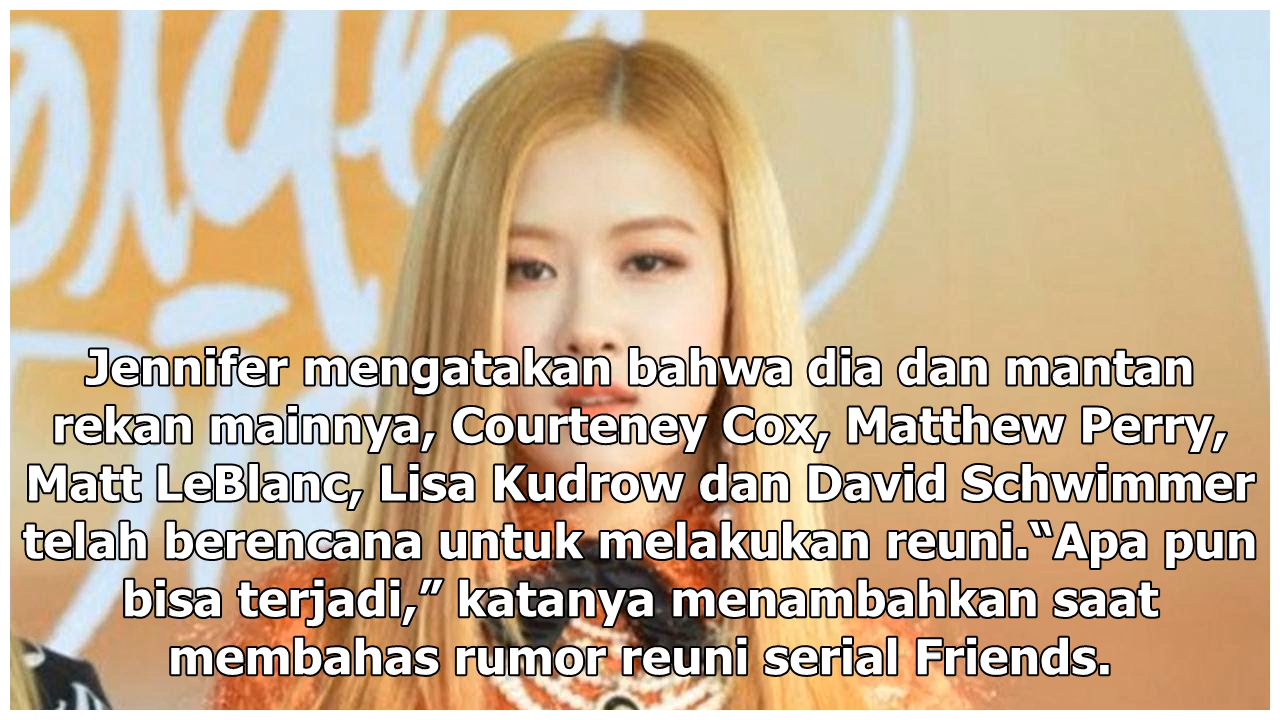 Jennifer mengatakan bahwa dia dan mantan
rekan mainnya, Courteney Cox, Matthew Perry,
Matt LeBlanc, Lisa Kudrow dan David Schwimmer
telah berencana untuk melakukan reuni.“Apa pun
bisa terjadi,” katanya menambahkan saat
membahas rumor reuni serial Friends.